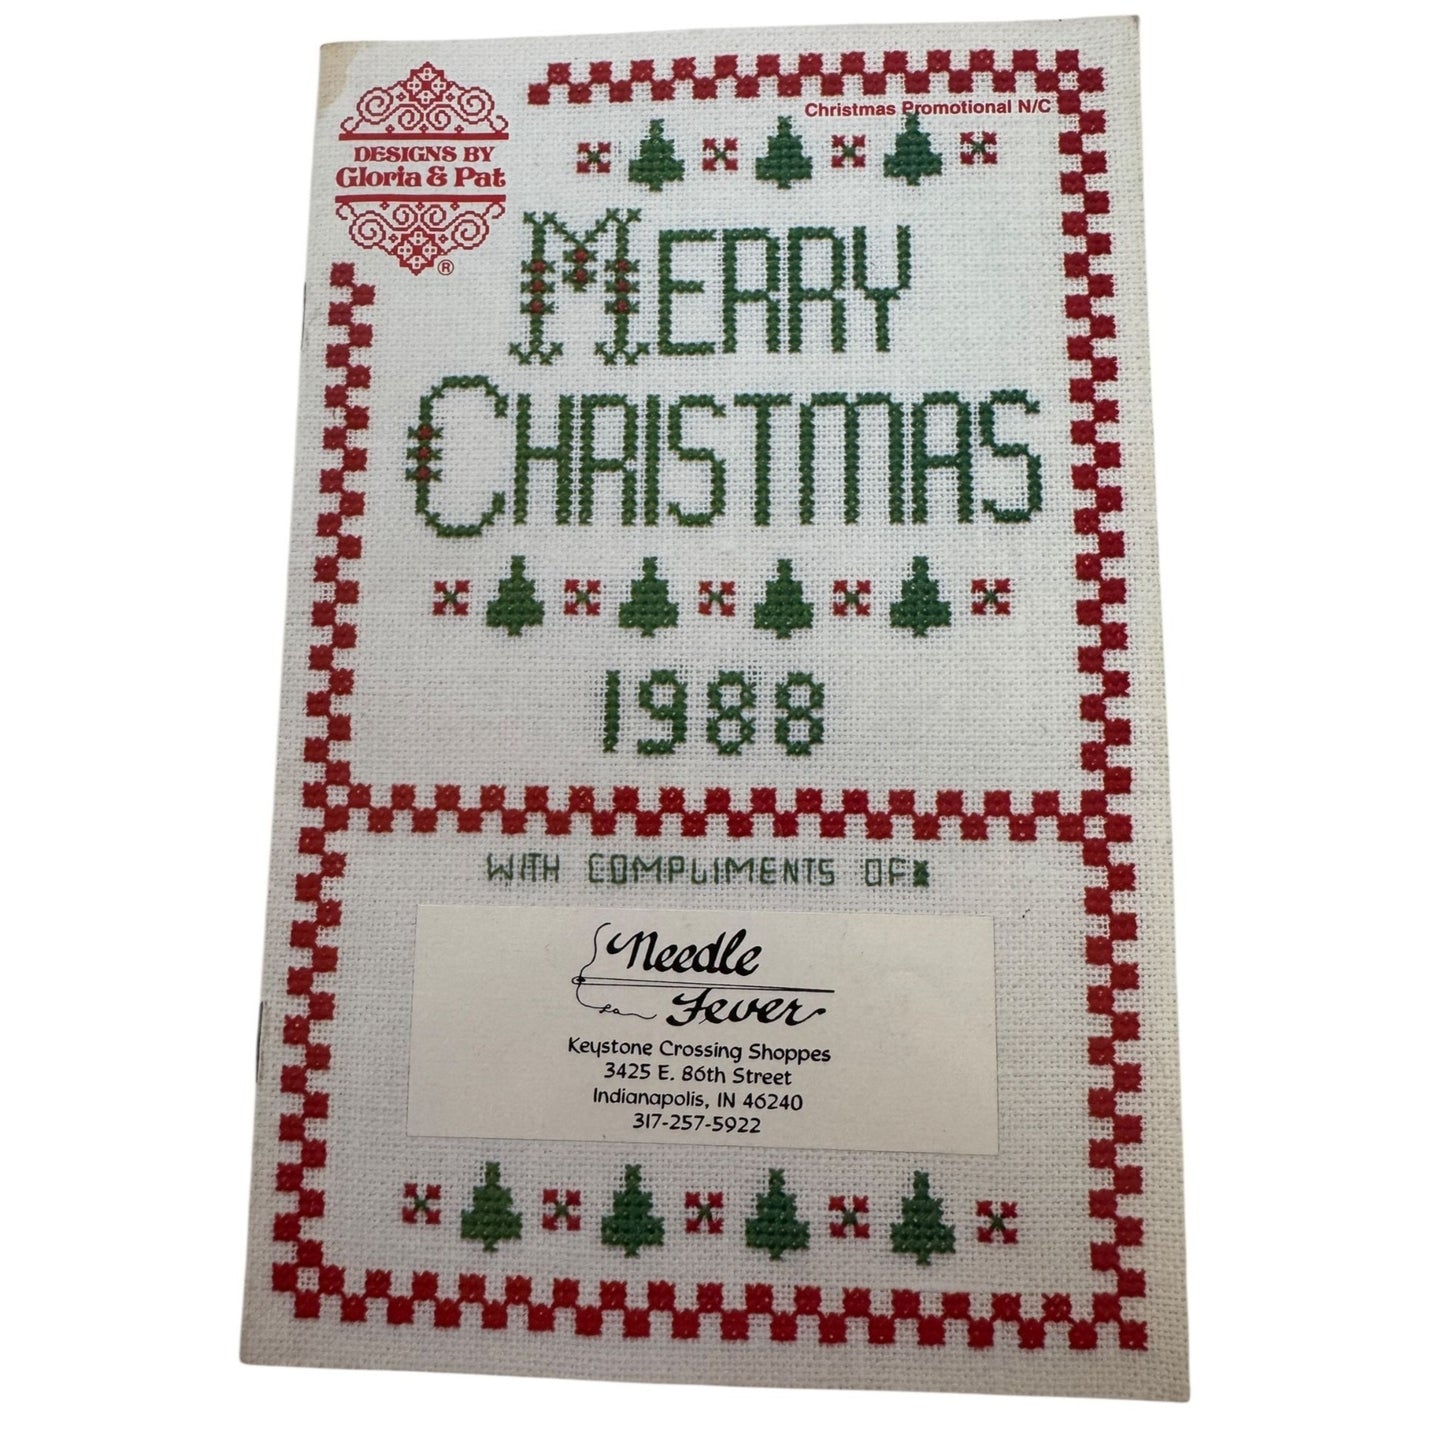 DESIGNS BY
Gloria & Pat
®
Christmas Promotional N/C
MERRY
CHRISTMAS
1988
WITH COMPLIMENTS OF:
Needle
Fever
Keystone Crossing Shoppes
3425 E. 86th Street
Indianapolis, IN 46240
317-257-5922